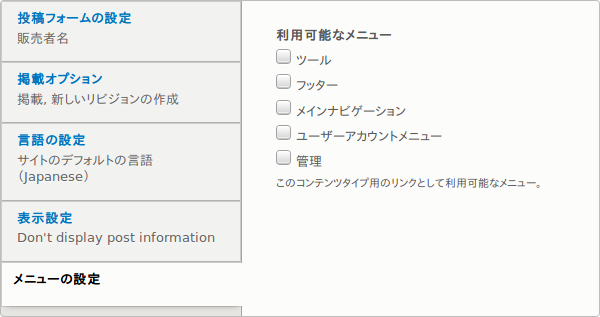 投稿フォームの設定
販売者名
掲載オプション
掲載, 新しいリビジョンの作成
言語の設定
サイトのデフォルトの言語
（Japanese）
表示設定
Don't display post information
メニューの設定
利用可能なメニュー
ツール
フッター
メインナビゲーション
ユーザーアカウントメニュー
管理
このコンテンツタイプ用のリンクとして利用可能なメニュー。